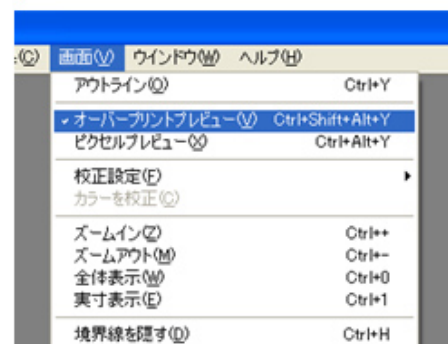 :(C) 画面(V) ウインドウ(W) ヘルプ(H)
アウトライン(O) Ctrl+Y
✓オーバープリントプレビュー(V) Ctrl+Shift+Alt+Y
ピクセルプレビュー(X) Ctrl+Alt+Y
校正設定(F)
カラーを校正(C)
ズームイン(Z) Ctrl++
ズームアウト(M) Ctrl+-
全体表示(W) Ctrl+0
実寸表示(E) Ctrl+1
境界線を隠す(D) Ctrl+H